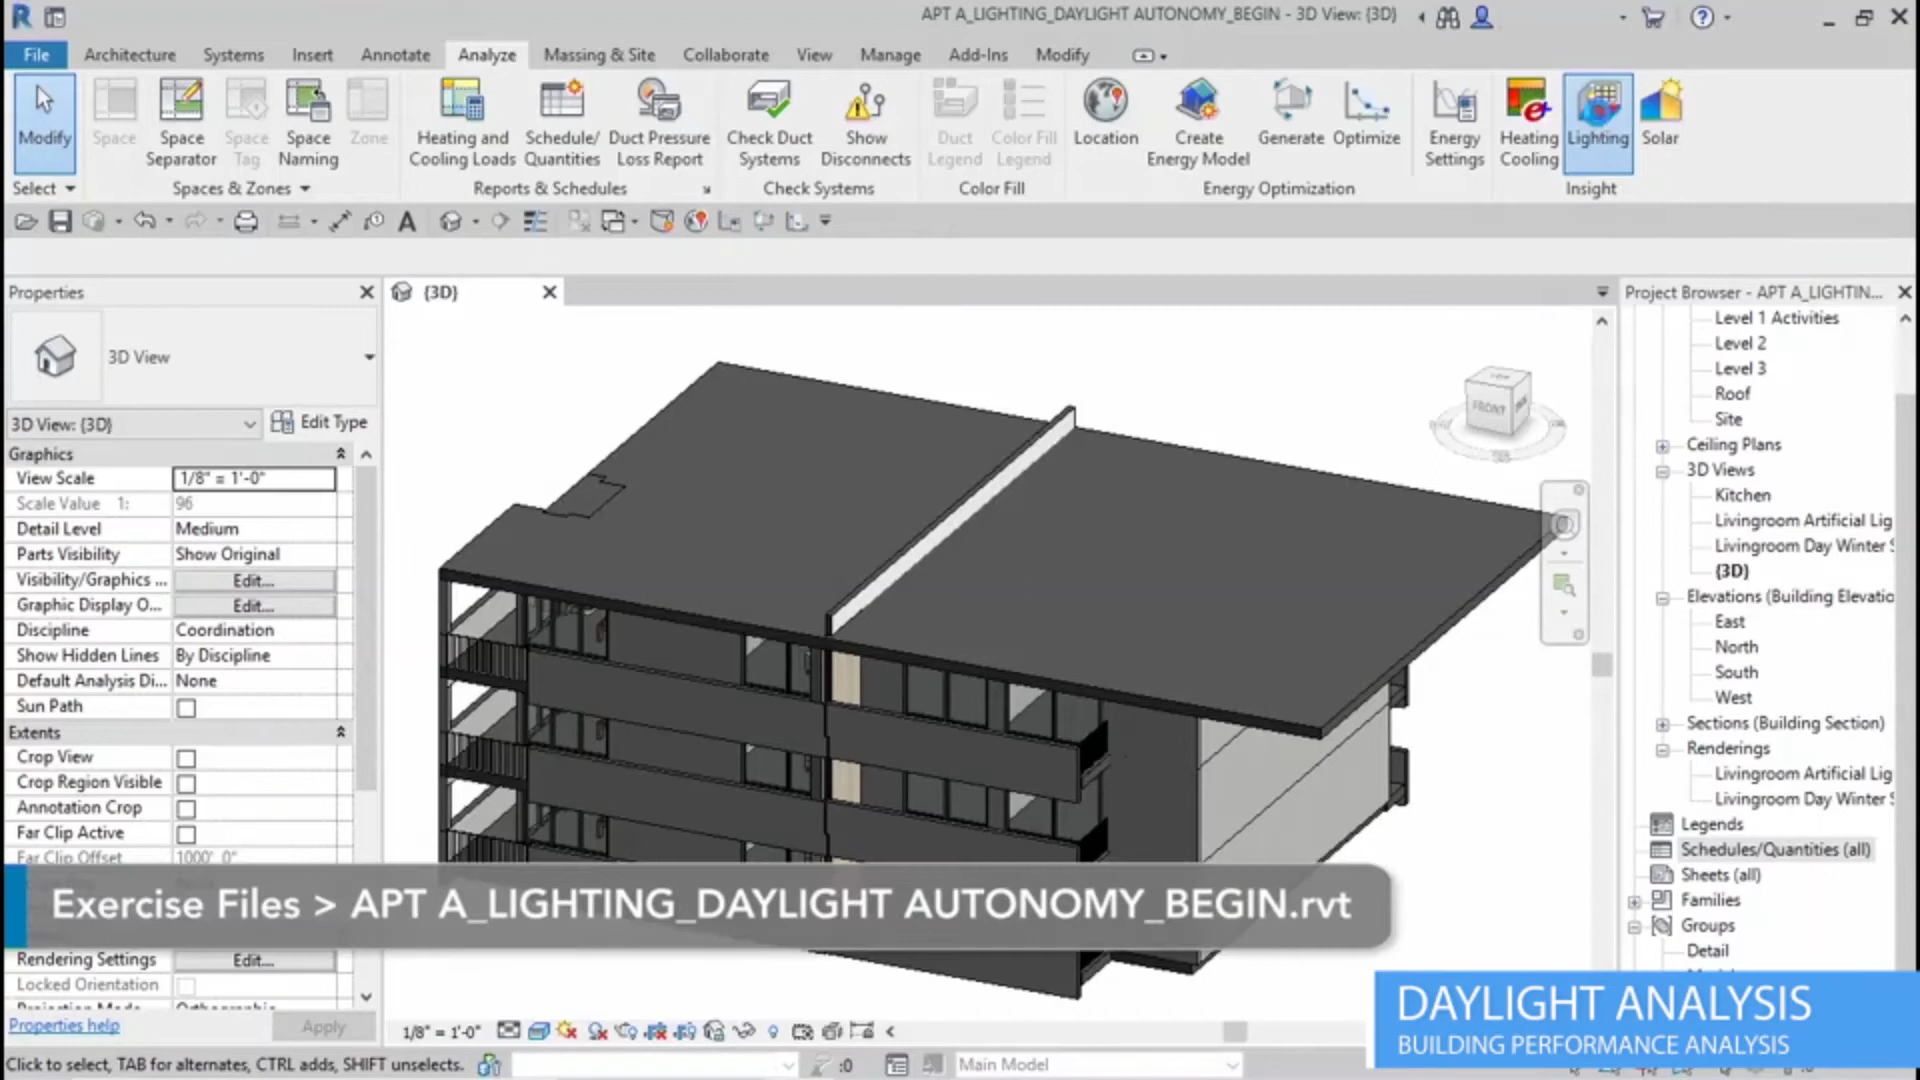 APT A_LIGHTING_DAYLIGHT AUTONOMY_BEGIN - 3D View: {3D}
File Architecture Systems Insert Annotate Analyze Massing & Site Collaborate View Manage Add-Ins Modify
Modify
Space
Space Separator
Space Tag
Space Naming
Zone
Heating and Cooling Loads
Schedule/ Quantities
Duct Pressure Loss Report
Check Duct Systems
Show Disconnects
Duct Legend
Color Fill Legend
Location
Create Energy Model
Generate
Optimize
Energy Settings
Heating Cooling
Lighting
Solar
Select
Spaces & Zones
Reports & Schedules
Check Systems
Color Fill
Energy Optimization
Insight
Properties
3D View
3D View: {3D}
Edit Type
Graphics
View Scale 1/8" = 1'-0"
Scale Value 1: 96
Detail Level Medium
Parts Visibility Show Original
Visibility/Graphics ... Edit...
Graphic Display O... Edit...
Discipline Coordination
Show Hidden Lines By Discipline
Default Analysis Di... None
Sun Path
Extents
Crop View
Crop Region Visible
Annotation Crop
Far Clip Active
Far Clip Offset 1000' 0"
Rendering Settings Edit...
Locked Orientation
Projection Mode Orthographic
Properties help
Apply
{3D}
FRONT
Project Browser - APT A_LIGHTIN...
Level 1 Activities
Level 2
Level 3
Roof
Site
Ceiling Plans
3D Views
Kitchen
Livingroom Artificial Lig
Livingroom Day Winter S
{3D}
Elevations (Building Elevatio
East
North
South
West
Sections (Building Section)
Renderings
Livingroom Artificial Lig
Livingroom Day Winter S
Legends
Schedules/Quantities (all)
Sheets (all)
Families
Groups
Detail
Exercise Files > APT A_LIGHTING_DAYLIGHT AUTONOMY_BEGIN.rvt
DAYLIGHT ANALYSIS
BUILDING PERFORMANCE ANALYSIS
1/8" = 1'-0"
Click to select, TAB for alternates, CTRL adds, SHIFT unselects.
:0
Main Model